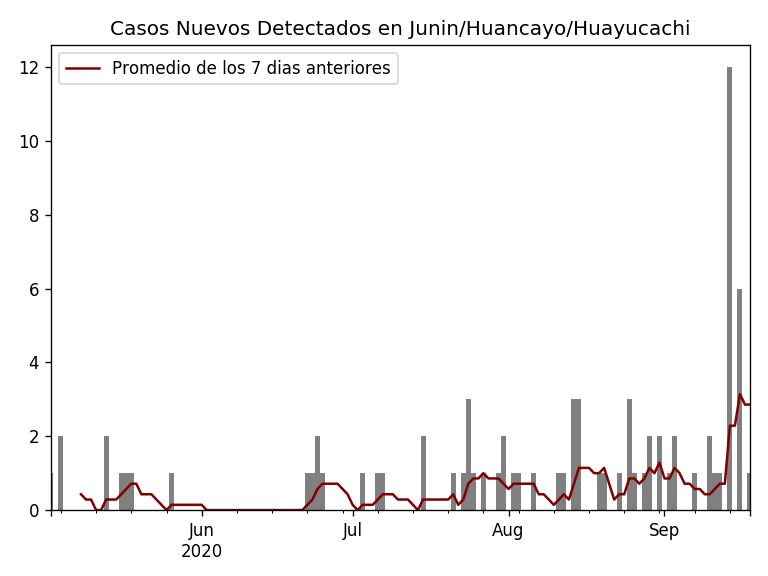 Casos Nuevos Detectados en Junin/Huancayo/Huayucachi
Promedio de los 7 dias anteriores
12
10
8
6
4
2
0
Jun
2020
Jul
Aug
Sep